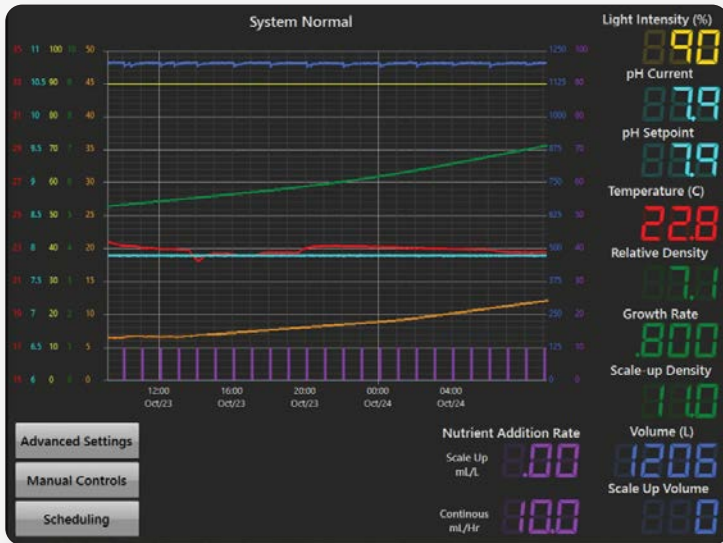 System Normal
35 11 100 10 50 1250 100
33 10.5 90 9 45 1125 90
31 10 80 8 40 1000 80
29 9.5 70 7 35 875 70
27 9 60 6 30 750 60
25 8.5 50 5 25 625 50
23 8 40 4 20 500 40
21 7.5 30 3 15 375 30
19 7 20 2 10 250 20
17 6.5 10 1 5 125 10
15 6 0 0 0 0 0
12:00 16:00 20:00 00:00 04:00
Oct/23 Oct/23 Oct/23 Oct/24 Oct/24
Light Intensity (%)
90
pH Current
7.9
pH Setpoint
7.9
Temperature (C)
22.8
Relative Density
7.1
Growth Rate
.800
Scale-up Density
11.0
Volume (L)
1206
Scale Up Volume
0
Advanced Settings
Manual Controls
Scheduling
Nutrient Addition Rate
Scale Up
mL/L
.00
Continous
mL/Hr
10.0